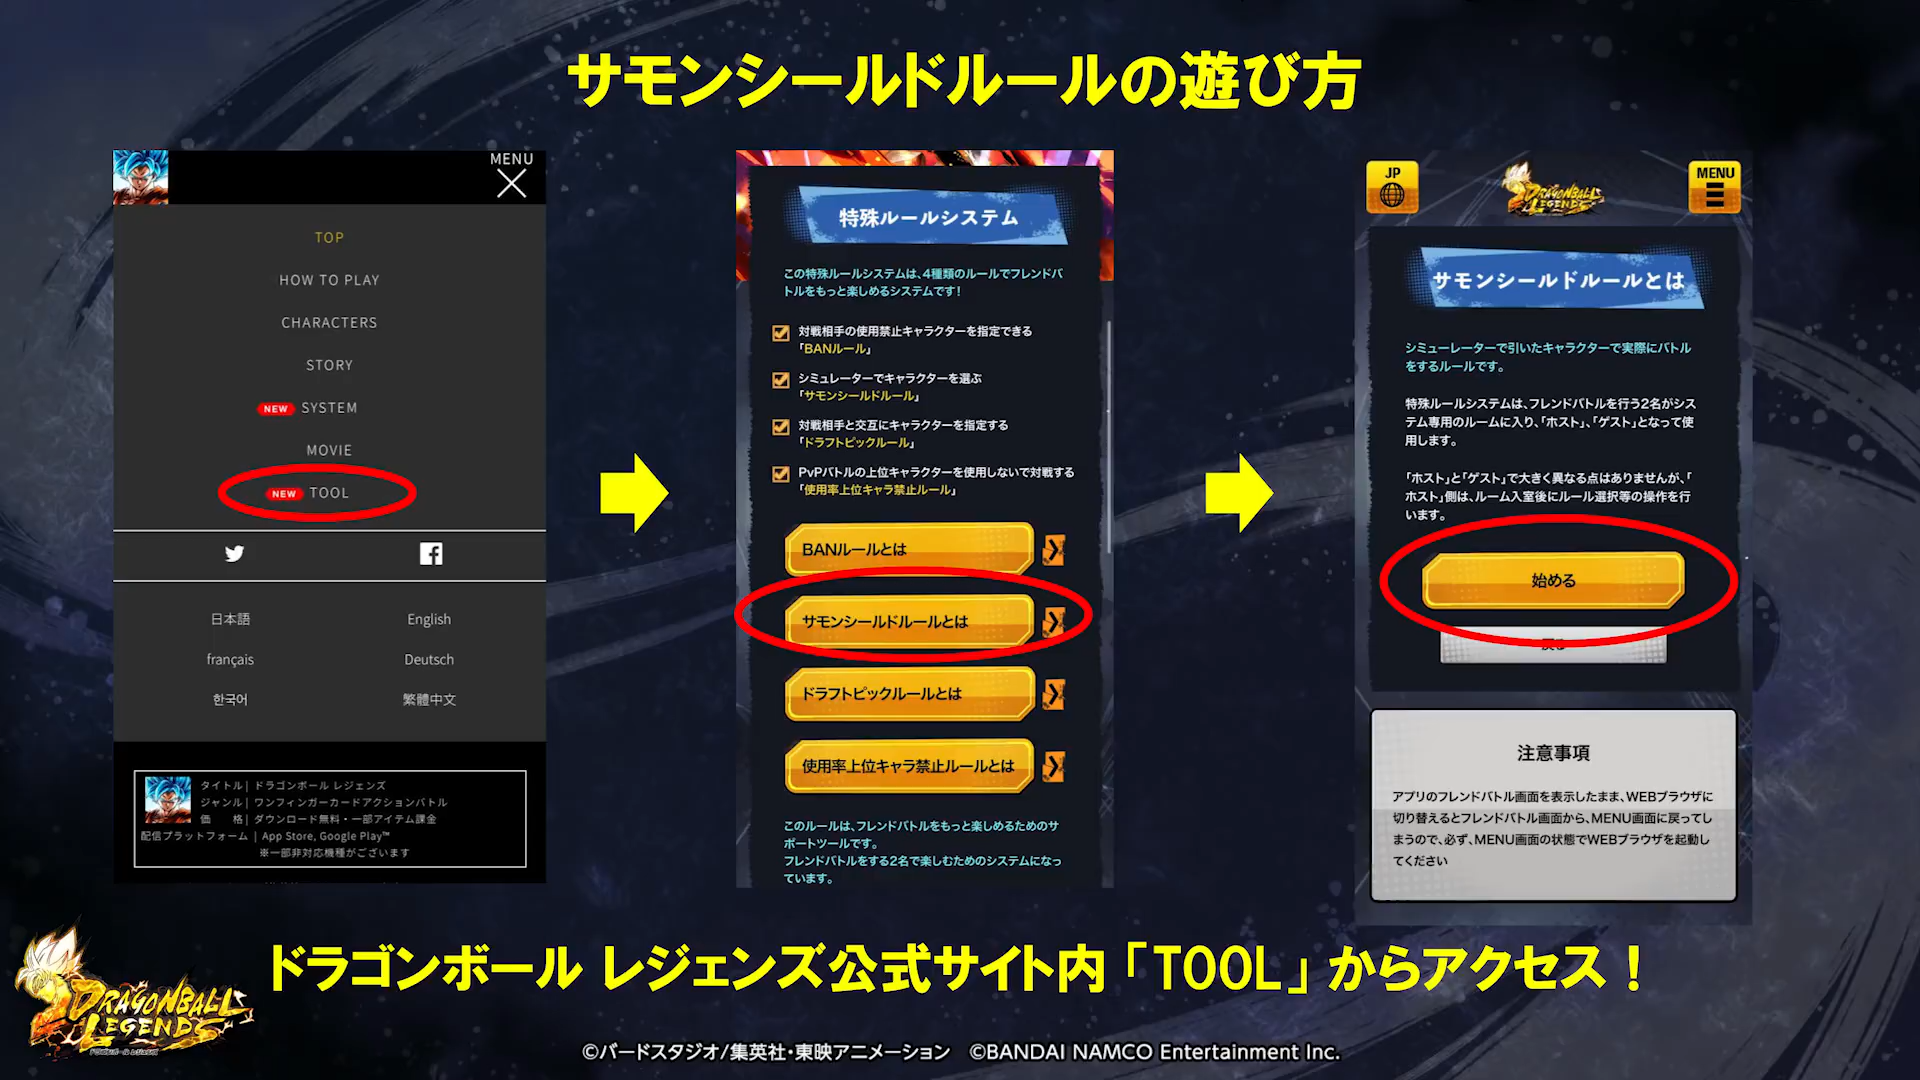 サモンシールドルールの遊び方
MENU
TOP
HOW TO PLAY
CHARACTERS
STORY
NEW SYSTEM
MOVIE
NEW TOOL
日本語 English
français Deutsch
한국어 繁體中文
タイトル| ドラゴンボール レジェンズ
ジャンル| ワンフィンガーカードアクションバトル
価 格| ダウンロード無料・一部アイテム課金
配信プラットフォーム | App Store, Google Play™
※一部非対応機種がございます
特殊ルールシステム
この特殊ルールシステムは、4種類のルールでフレンドバ
トルをもっと楽しめるシステムです!
対戦相手の使用禁止キャラクターを指定できる
「BANルール」
シミュレーターでキャラクターを選ぶ
「サモンシールドルール」
対戦相手と交互にキャラクターを指定する
「ドラフトピックルール」
PvPバトルの上位キャラクターを使用しないで対戦する
「使用率上位キャラ禁止ルール」
BANルールとは
サモンシールドルールとは
ドラフトピックルールとは
使用率上位キャラ禁止ルールとは
このルールは、フレンドバトルをもっと楽しめるためのサ
ポートツールです。
フレンドバトルをする2名で楽しむためのシステムになっ
ています。
JP
DRAGONBALL
LEGENDS
MENU
サモンシールドルールとは
シミューレーターで引いたキャラクターで実際にバトル
をするルールです。
特殊ルールシステムは、フレンドバトルを行う2名がシス
テム専用のルームに入り、「ホスト」、「ゲスト」となって使
用します。
「ホスト」と「ゲスト」で大きく異なる点はありませんが、「
ホスト」側は、ルーム入室後にルール選択等の操作を行
います。
始める
戻る
注意事項
アプリのフレンドバトル画面を表示したまま、WEBブラウザに
切り替えるとフレンドバトル画面から、MENU画面に戻ってし
まうので、必ず、MENU画面の状態でWEBブラウザを起動し
てください
ドラゴンボール レジェンズ公式サイト内「TOOL」からアクセス!
DRAGONBALL
LEGENDS
ドラゴンボール レジェンズ
©バードスタジオ/集英社・東映アニメーション ©BANDAI NAMCO Entertainment Inc.